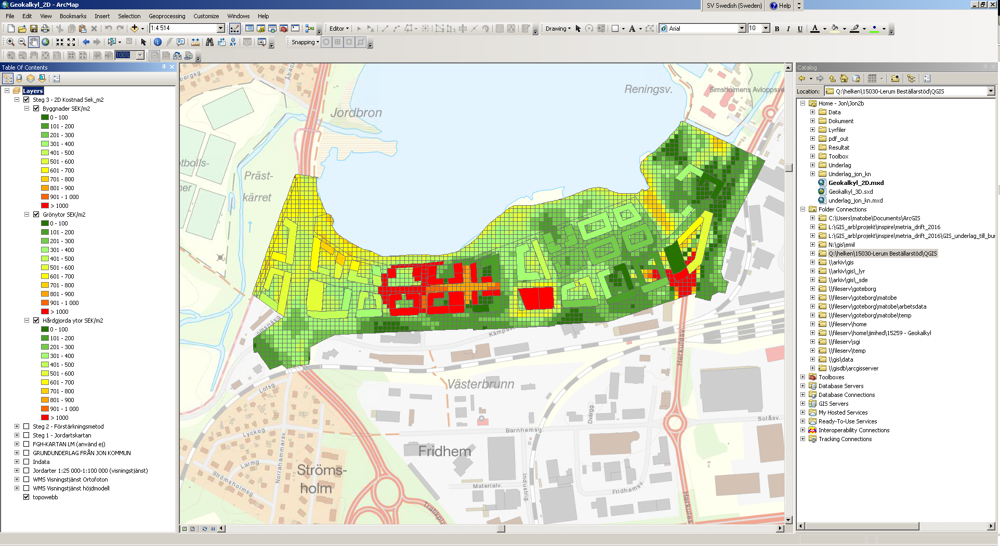 Geokalkyl_2D - ArcMap
SV Swedish (Sweden)
Help
File Edit View Bookmarks Insert Selection Geoprocessing Customize Windows Help
1:4 514
Editor
Drawing
Arial
10
B I U A
Snapping
100%
Table Of Contents
Layers
Steg 3 - 2D Kostnad Sek_m2
Byggnader SEK/m2
0 - 100
101 - 200
201 - 300
301 - 400
401 - 500
501 - 600
601 - 700
701 - 800
801 - 900
901 - 1 000
> 1000
Grönytor SEK/m2
0 - 100
101 - 200
201 - 300
301 - 400
401 - 500
501 - 600
601 - 700
701 - 800
801 - 900
901 - 1 000
> 1000
Hårdgjorda ytor SEK/m2
0 - 100
101 - 200
201 - 300
301 - 400
401 - 500
501 - 600
601 - 700
701 - 800
801 - 900
901 - 1 000
> 1000
Steg 2 - Förstärkningsmetod
Steg 1 - Jordartskartan
FGH-KARTAN LM (använd ej)
GRUNDUNDERLAG FRÅN JON KOMMUN
Indata
Jordarter 1:25 000-1:100 000 (visningstjänst)
WMS Visningstjänst Ortofoton
WMS Visningstjänst höjdmodell
topowebb
Jordbron
Reningsv.
Simsholmens Avloppsve
Präst-
kärret
Västerbrunn
Fridhem
Ströms-
holm
Lotsg.
Lyckog.
Larmg.
Strömsholmsg.
Norrahammarsv.
Barnhemsg.
Dvärgg.
Solåsv.
Materialv.
Industrig
Fridhemsv.
Herkulesv.
Herkules
Trafikpla
Kämpev
Catalog
Location: Q:\helken\15030-Lerum Beställarstöd\QGIS
Home - Jon\Jon2b
Data
Dokument
Lyrfiler
pdf_out
Resultat
Toolbox
Underlag
Underlag_jon_kn
Geokalkyl_2D.mxd
Geokalkyl_3D.sxd
underlag_jon_kn.mxd
Folder Connections
C:\Users\matobe\Documents\ArcGIS
L:\GIS_arb\projekt\inspire\metria_drift_2016
L:\GIS_arb\projekt\inspire\metria_drift_2016\GIS_underlag_till_bur
N:\gis\emil
Q:\helken\15030-Lerum Beställarstöd\QGIS
\\arkiv\gis
\\arkiv\gis\_lyr
\\arkiv\gis\_sde
\\fileserv\goteborg
\\fileserv\goteborg\matobe
\\fileserv\goteborg\matobe\arbetsdata
\\fileserv\goteborg\matobe\temp
\\fileserv\home
\\fileserv\home\jimhed\15259 - Geokalkyl
\\fileserv\sgi
\\fileserv\temp
\\gis\data
\\gisdb\arcgisserver
Toolboxes
Database Servers
Database Connections
GIS Servers
My Hosted Services
Ready-To-Use Services
Interoperability Connections
Tracking Connections